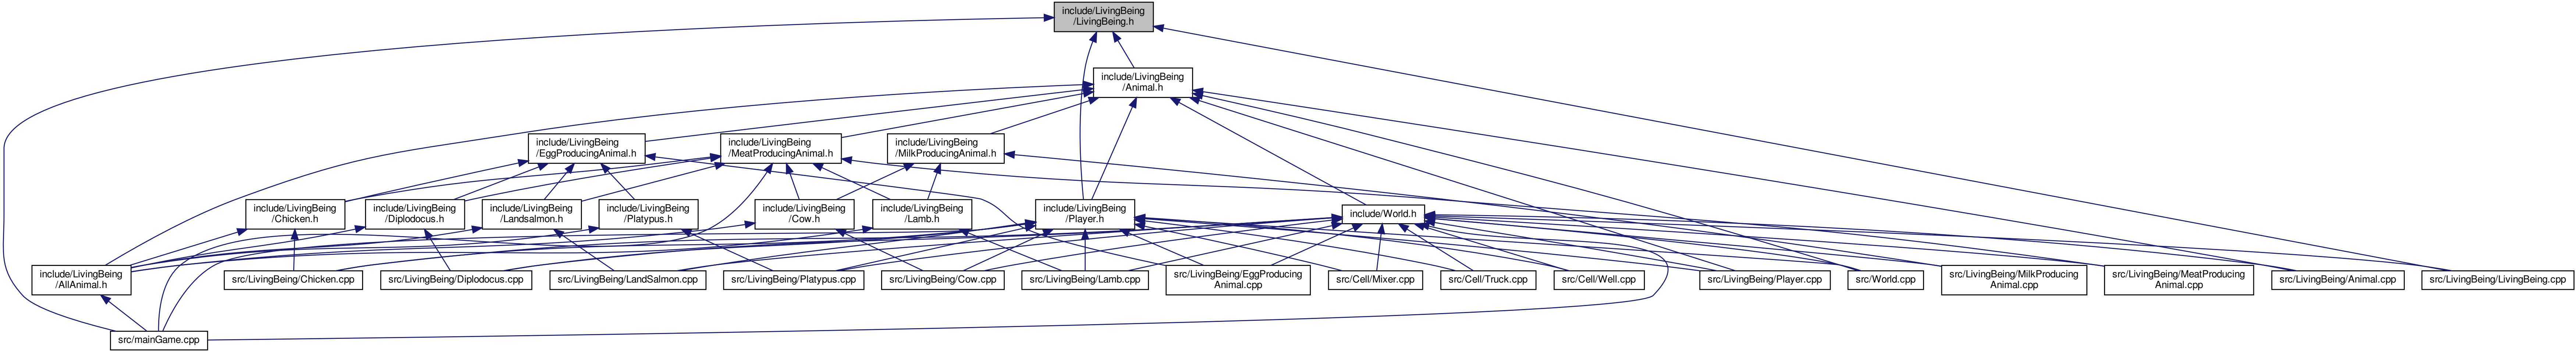 include/LivingBeing
/LivingBeing.h
include/LivingBeing
/Animal.h
include/LivingBeing
/EggProducingAnimal.h
include/LivingBeing
/MeatProducingAnimal.h
include/LivingBeing
/MilkProducingAnimal.h
include/LivingBeing
/Chicken.h
include/LivingBeing
/Diplodocus.h
include/LivingBeing
/Landsalmon.h
include/LivingBeing
/Platypus.h
include/LivingBeing
/Cow.h
include/LivingBeing
/Lamb.h
include/LivingBeing
/Player.h
include/World.h
include/LivingBeing
/AllAnimal.h
src/LivingBeing/Chicken.cpp
src/LivingBeing/Diplodocus.cpp
src/LivingBeing/LandSalmon.cpp
src/LivingBeing/Platypus.cpp
src/LivingBeing/Cow.cpp
src/LivingBeing/Lamb.cpp
src/LivingBeing/EggProducing
Animal.cpp
src/Cell/Mixer.cpp
src/Cell/Truck.cpp
src/Cell/Well.cpp
src/LivingBeing/Player.cpp
src/World.cpp
src/LivingBeing/MilkProducing
Animal.cpp
src/LivingBeing/MeatProducing
Animal.cpp
src/LivingBeing/Animal.cpp
src/LivingBeing/LivingBeing.cpp
src/mainGame.cpp